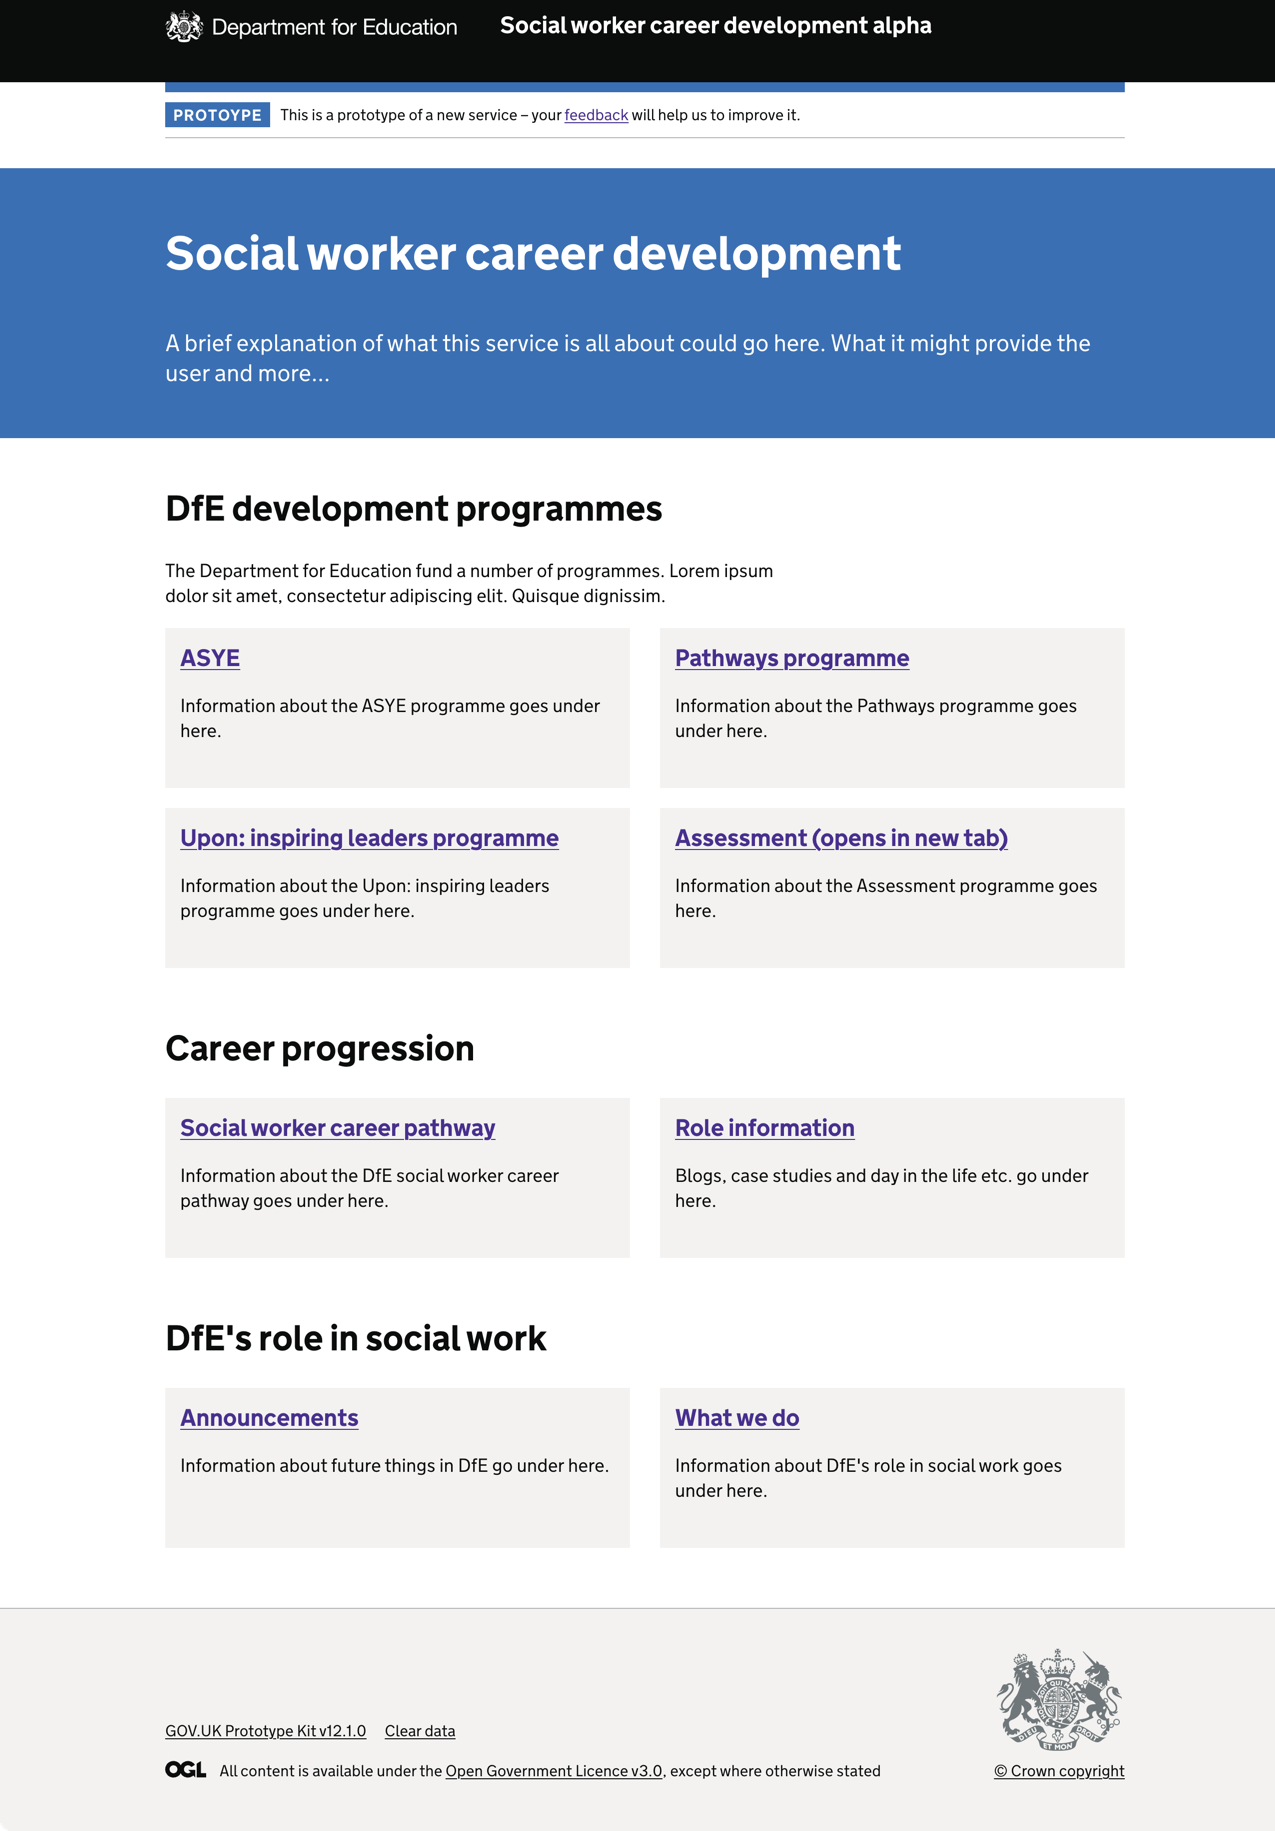 Department for Education
Social worker career development alpha
PROTOYPE
This is a prototype of a new service – your feedback will help us to improve it.
Social worker career development
A brief explanation of what this service is all about could go here. What it might provide the
user and more...
DfE development programmes
The Department for Education fund a number of programmes. Lorem ipsum
dolor sit amet, consectetur adipiscing elit. Quisque dignissim.
ASYE
Information about the ASYE programme goes under
here.
Pathways programme
Information about the Pathways programme goes
under here.
Upon: inspiring leaders programme
Information about the Upon: inspiring leaders
programme goes under here.
Assessment (opens in new tab)
Information about the Assessment programme goes
here.
Career progression
Social worker career pathway
Information about the DfE social worker career
pathway goes under here.
Role information
Blogs, case studies and day in the life etc. go under
here.
DfE's role in social work
Announcements
Information about future things in DfE go under here.
What we do
Information about DfE's role in social work goes
under here.
GOV.UK Prototype Kit v12.1.0
Clear data
OGL
All content is available under the Open Government Licence v3.0, except where otherwise stated
DIEU ET MON DROIT
© Crown copyright